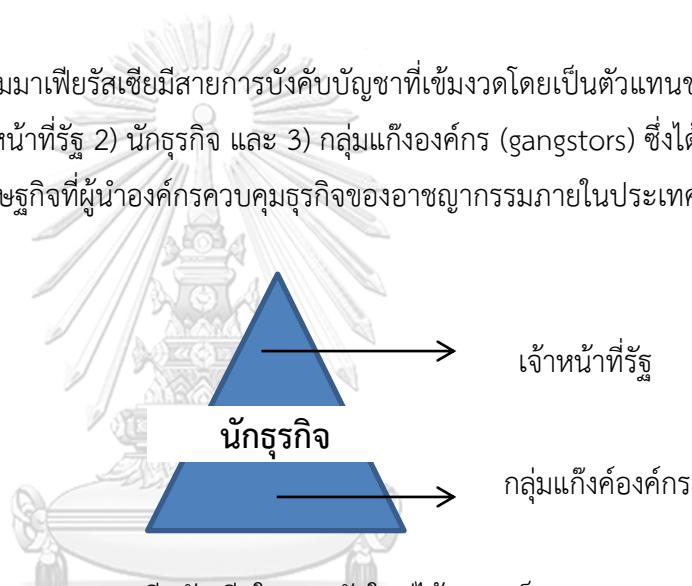 มมาเฟียรัสเซียมีสายการบังคับบัญชาที่เข้มงวดโดยเป็นตัวแทนข
หน้าที่รัฐ 2) นักธุรกิจ และ 3) กลุ่มแก๊งองค์กร (gangstors) ซึ่งได้
ษฐกิจที่ผู้นำองค์กรควบคุมธุรกิจของอาชญากรรมภายในประเทศ
เจ้าหน้าที่รัฐ
นักธุรกิจ
กลุ่มแก๊งค์องค์กร